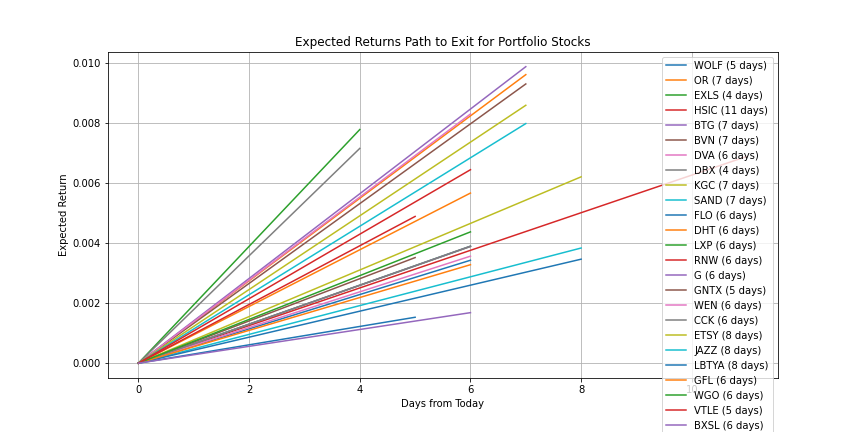 Expected Returns Path to Exit for Portfolio Stocks
0.010
0.008
0.006
0.004
0.002
0.000
Expected Return
0
2
4
6
8
10
Days from Today
WOLF (5 days)
OR (7 days)
EXLS (4 days)
HSIC (11 days)
BTG (7 days)
BVN (7 days)
DVA (6 days)
DBX (4 days)
KGC (7 days)
SAND (7 days)
FLO (6 days)
DHT (6 days)
LXP (6 days)
RNW (6 days)
G (6 days)
GNTX (5 days)
WEN (6 days)
CCK (6 days)
ETSY (8 days)
JAZZ (8 days)
LBTYA (8 days)
GFL (6 days)
WGO (6 days)
VTLE (5 days)
BXSL (6 days)